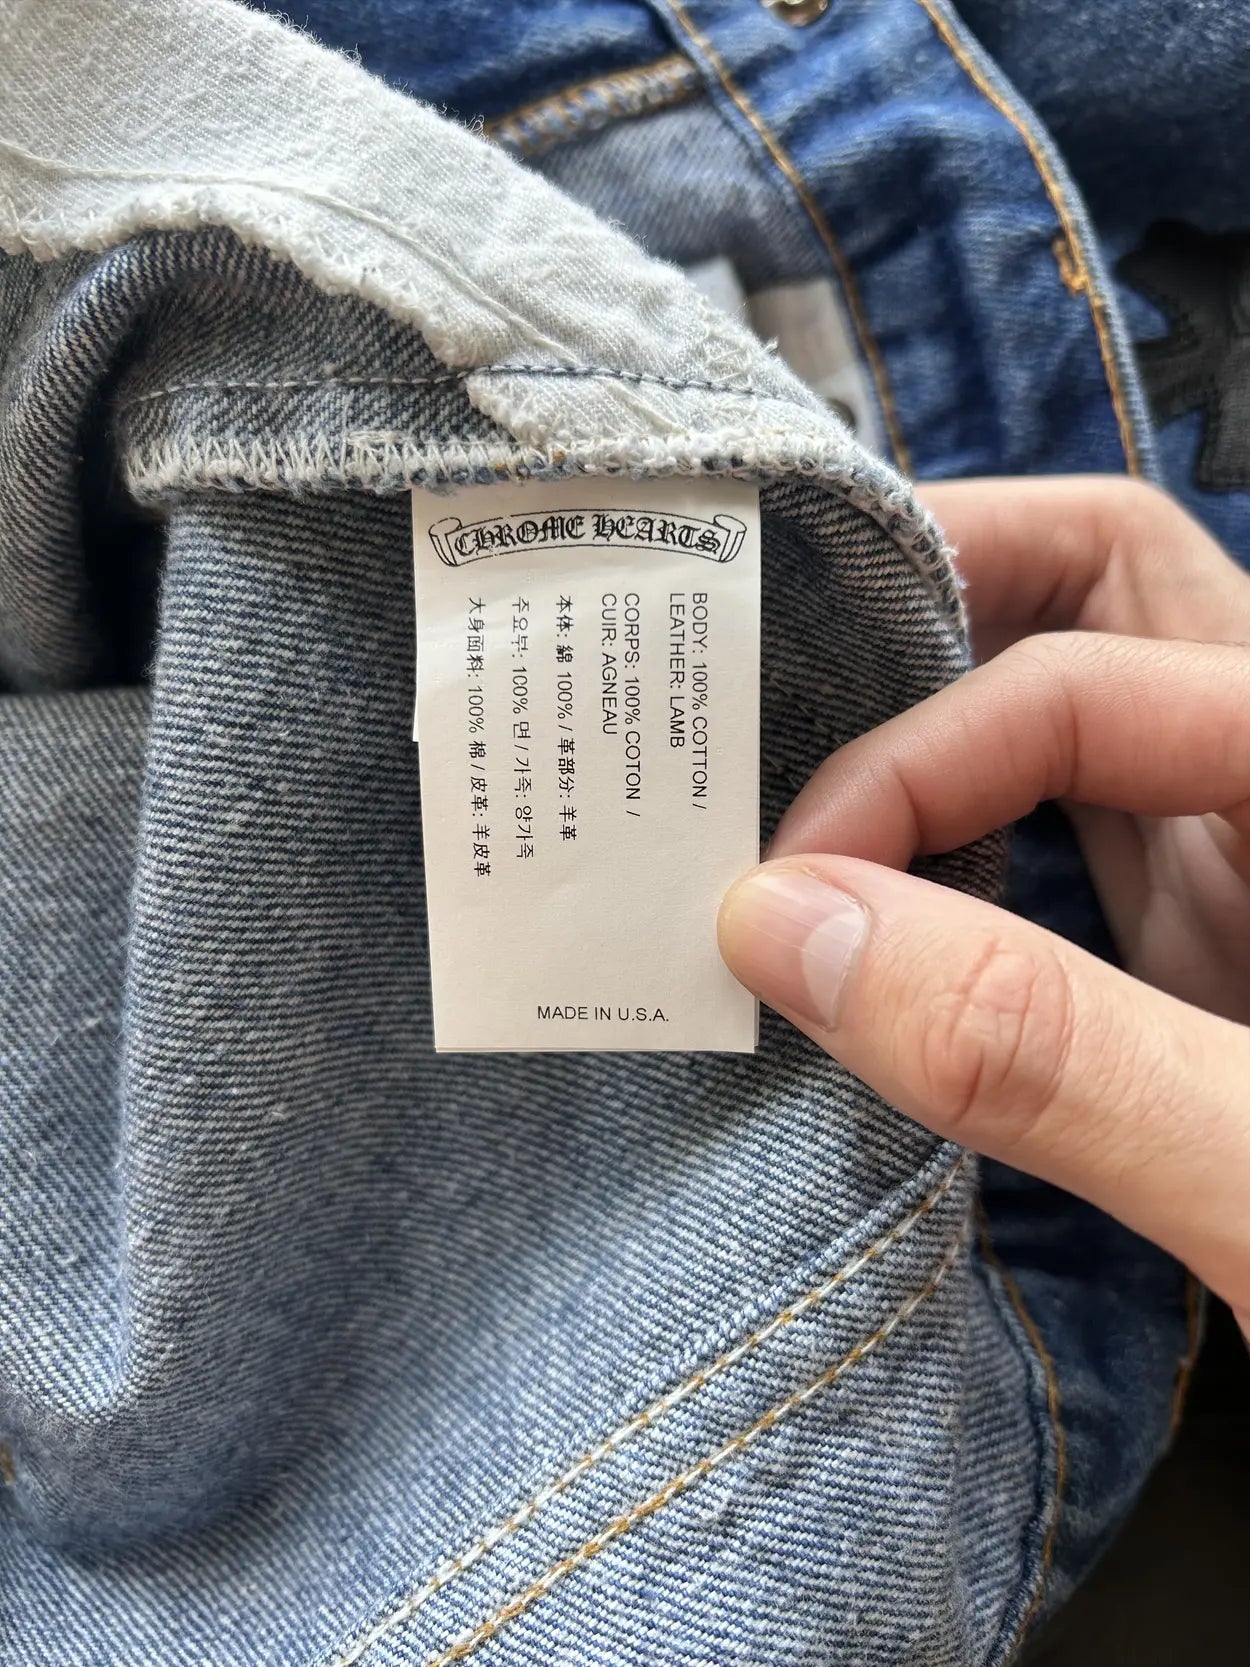 CHROME HEARTS
BODY: 100% COTTON /
LEATHER: LAMB
CORPS: 100% COTON /
CUIR: AGNEAU
本体: 綿 100% / 革部分: 羊革
주요부: 100% 면 / 가죽: 양가죽
大身面料: 100% 棉 / 皮革: 羊皮革
MADE IN U.S.A.